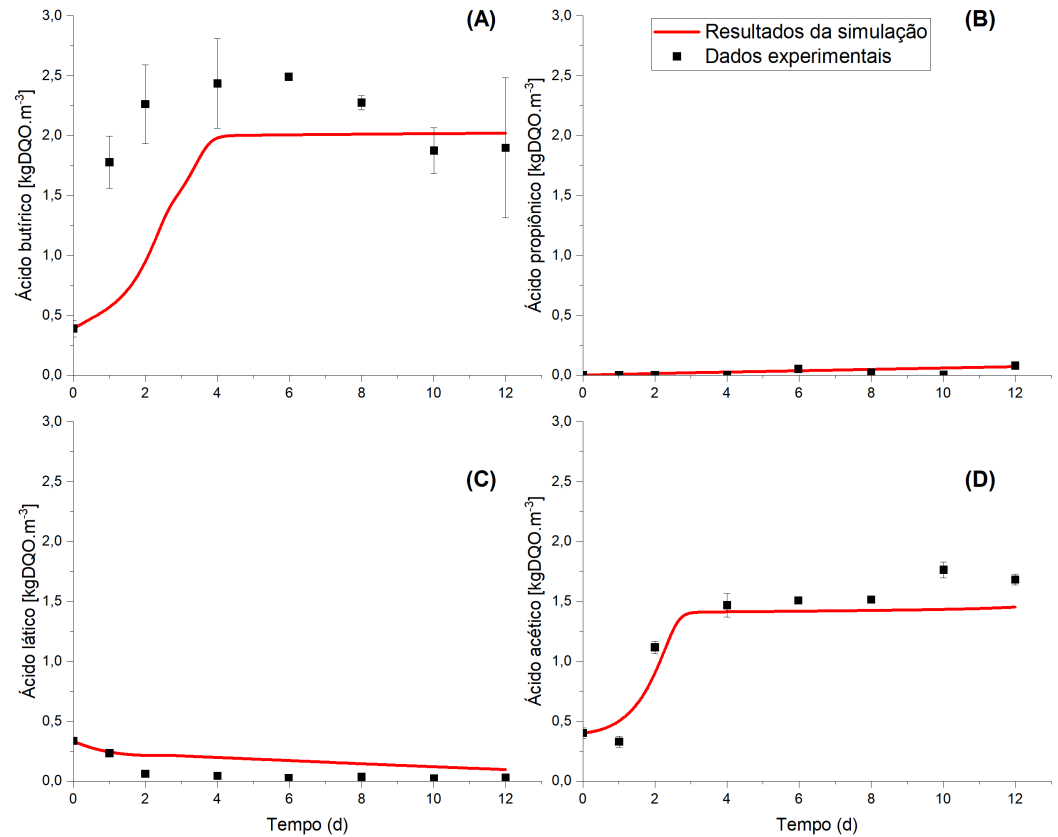 (A)
Ácido butírico [kgDQO.m-3]
3,0
2,5
2,0
1,5
1,0
0,5
0,0
0 2 4 6 8 10 12
(B)
Resultados da simulação
Dados experimentais
Ácido propiônico [kgDQO.m-3]
3,0
2,5
2,0
1,5
1,0
0,5
0,0
0 2 4 6 8 10 12
(C)
Ácido lático [kgDQO.m-3]
3,0
2,5
2,0
1,5
1,0
0,5
0,0
0 2 4 6 8 10 12
Tempo (d)
(D)
Ácido acético [kgDQO.m-3]
3,0
2,5
2,0
1,5
1,0
0,5
0,0
0 2 4 6 8 10 12
Tempo (d)